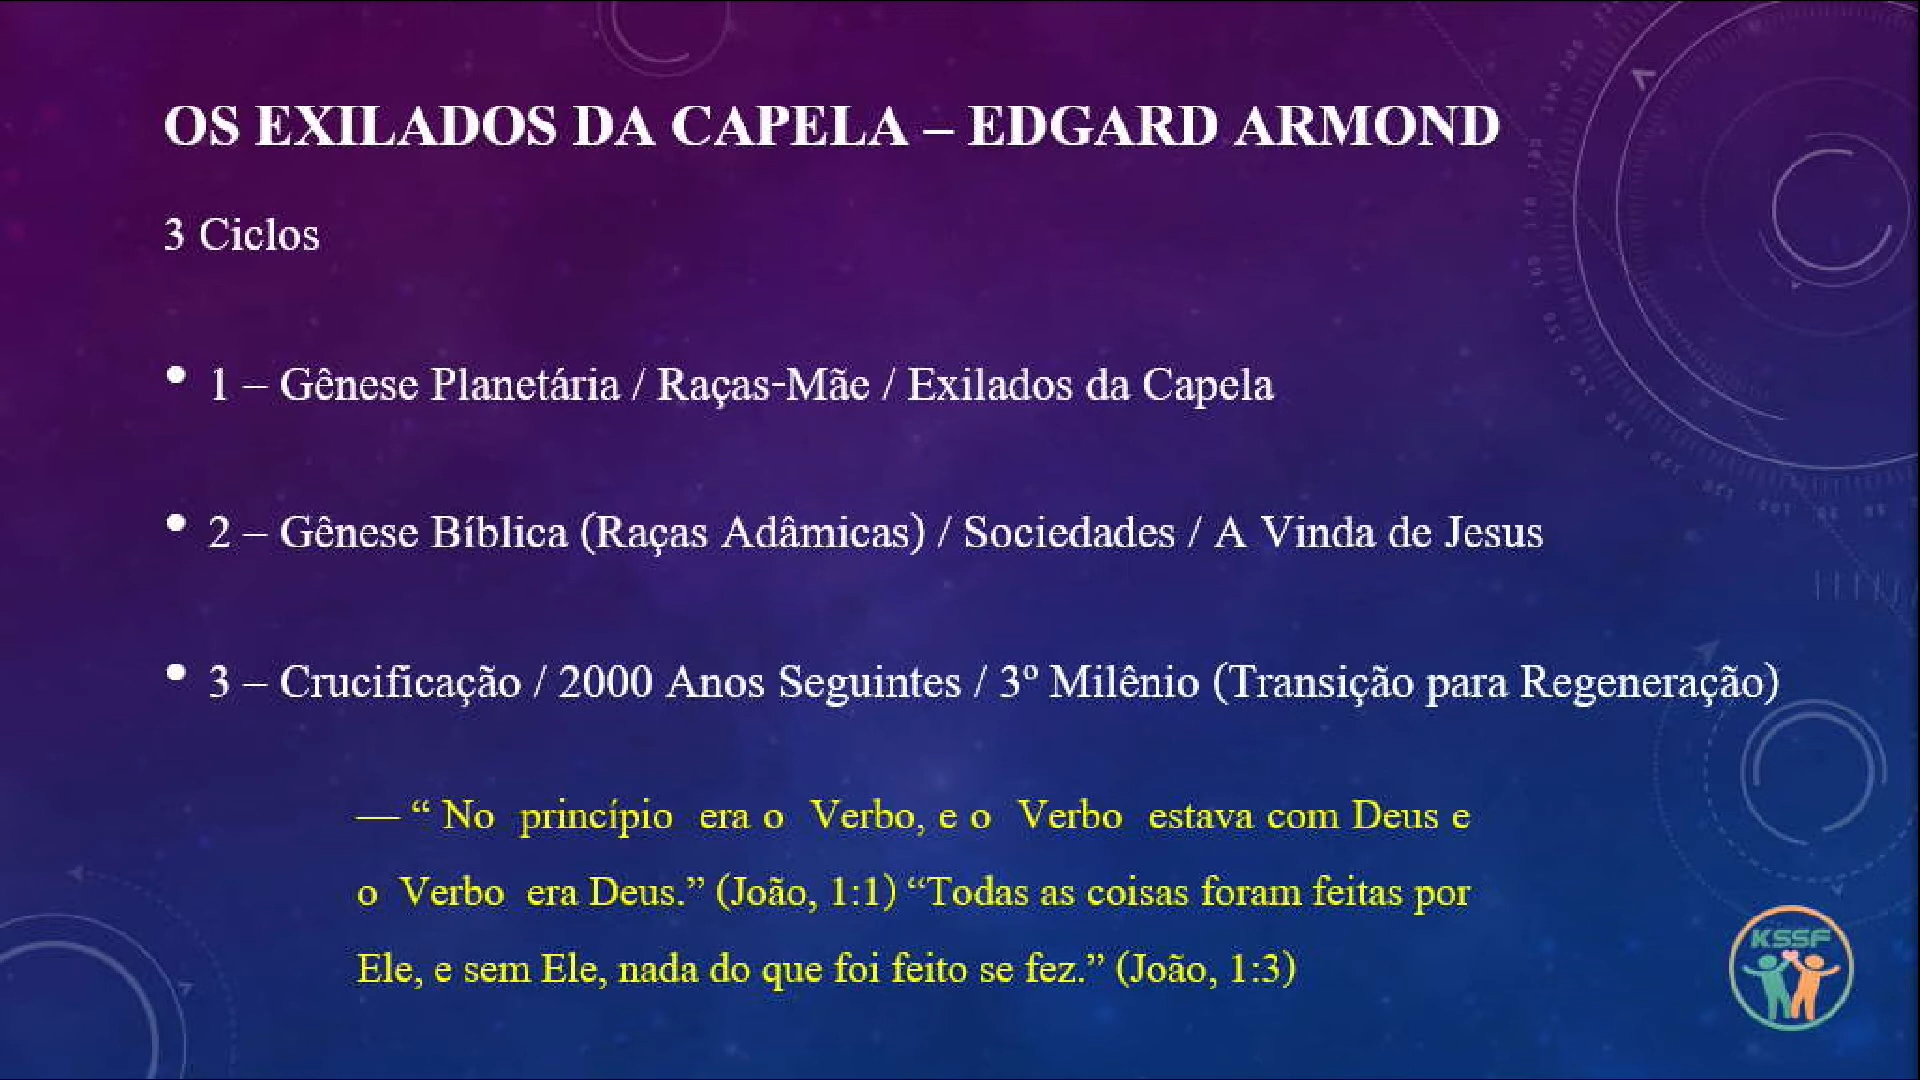 OS EXILADOS DA CAPELA – EDGARD ARMOND
3 Ciclos
• 1 – Gênese Planetária / Raças-Mãe / Exilados da Capela
• 2 – Gênese Bíblica (Raças Adâmicas) / Sociedades / A Vinda de Jesus
• 3 – Crucificação / 2000 Anos Seguintes / 3º Milênio (Transição para Regeneração)
— “ No princípio era o Verbo, e o Verbo estava com Deus e
o Verbo era Deus.” (João, 1:1) “Todas as coisas foram feitas por
Ele, e sem Ele, nada do que foi feito se fez.” (João, 1:3)
KSSF